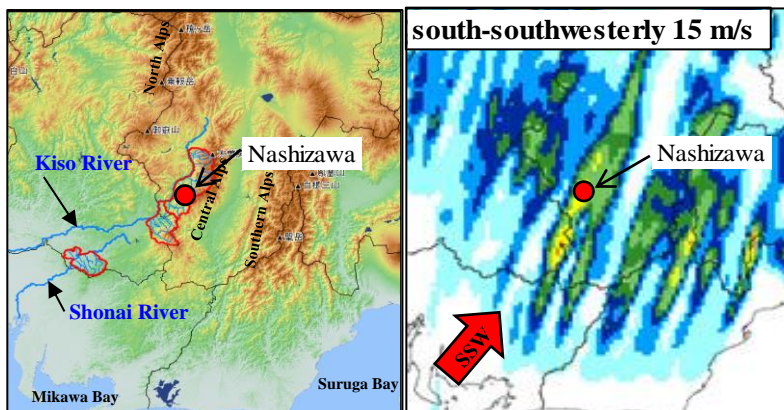 North Alps
Kiso River
Nashizawa
Central Alps
Southern Alps
Shonai River
Mikawa Bay
Suruga Bay
south-southwesterly 15 m/s
Nashizawa
SSW